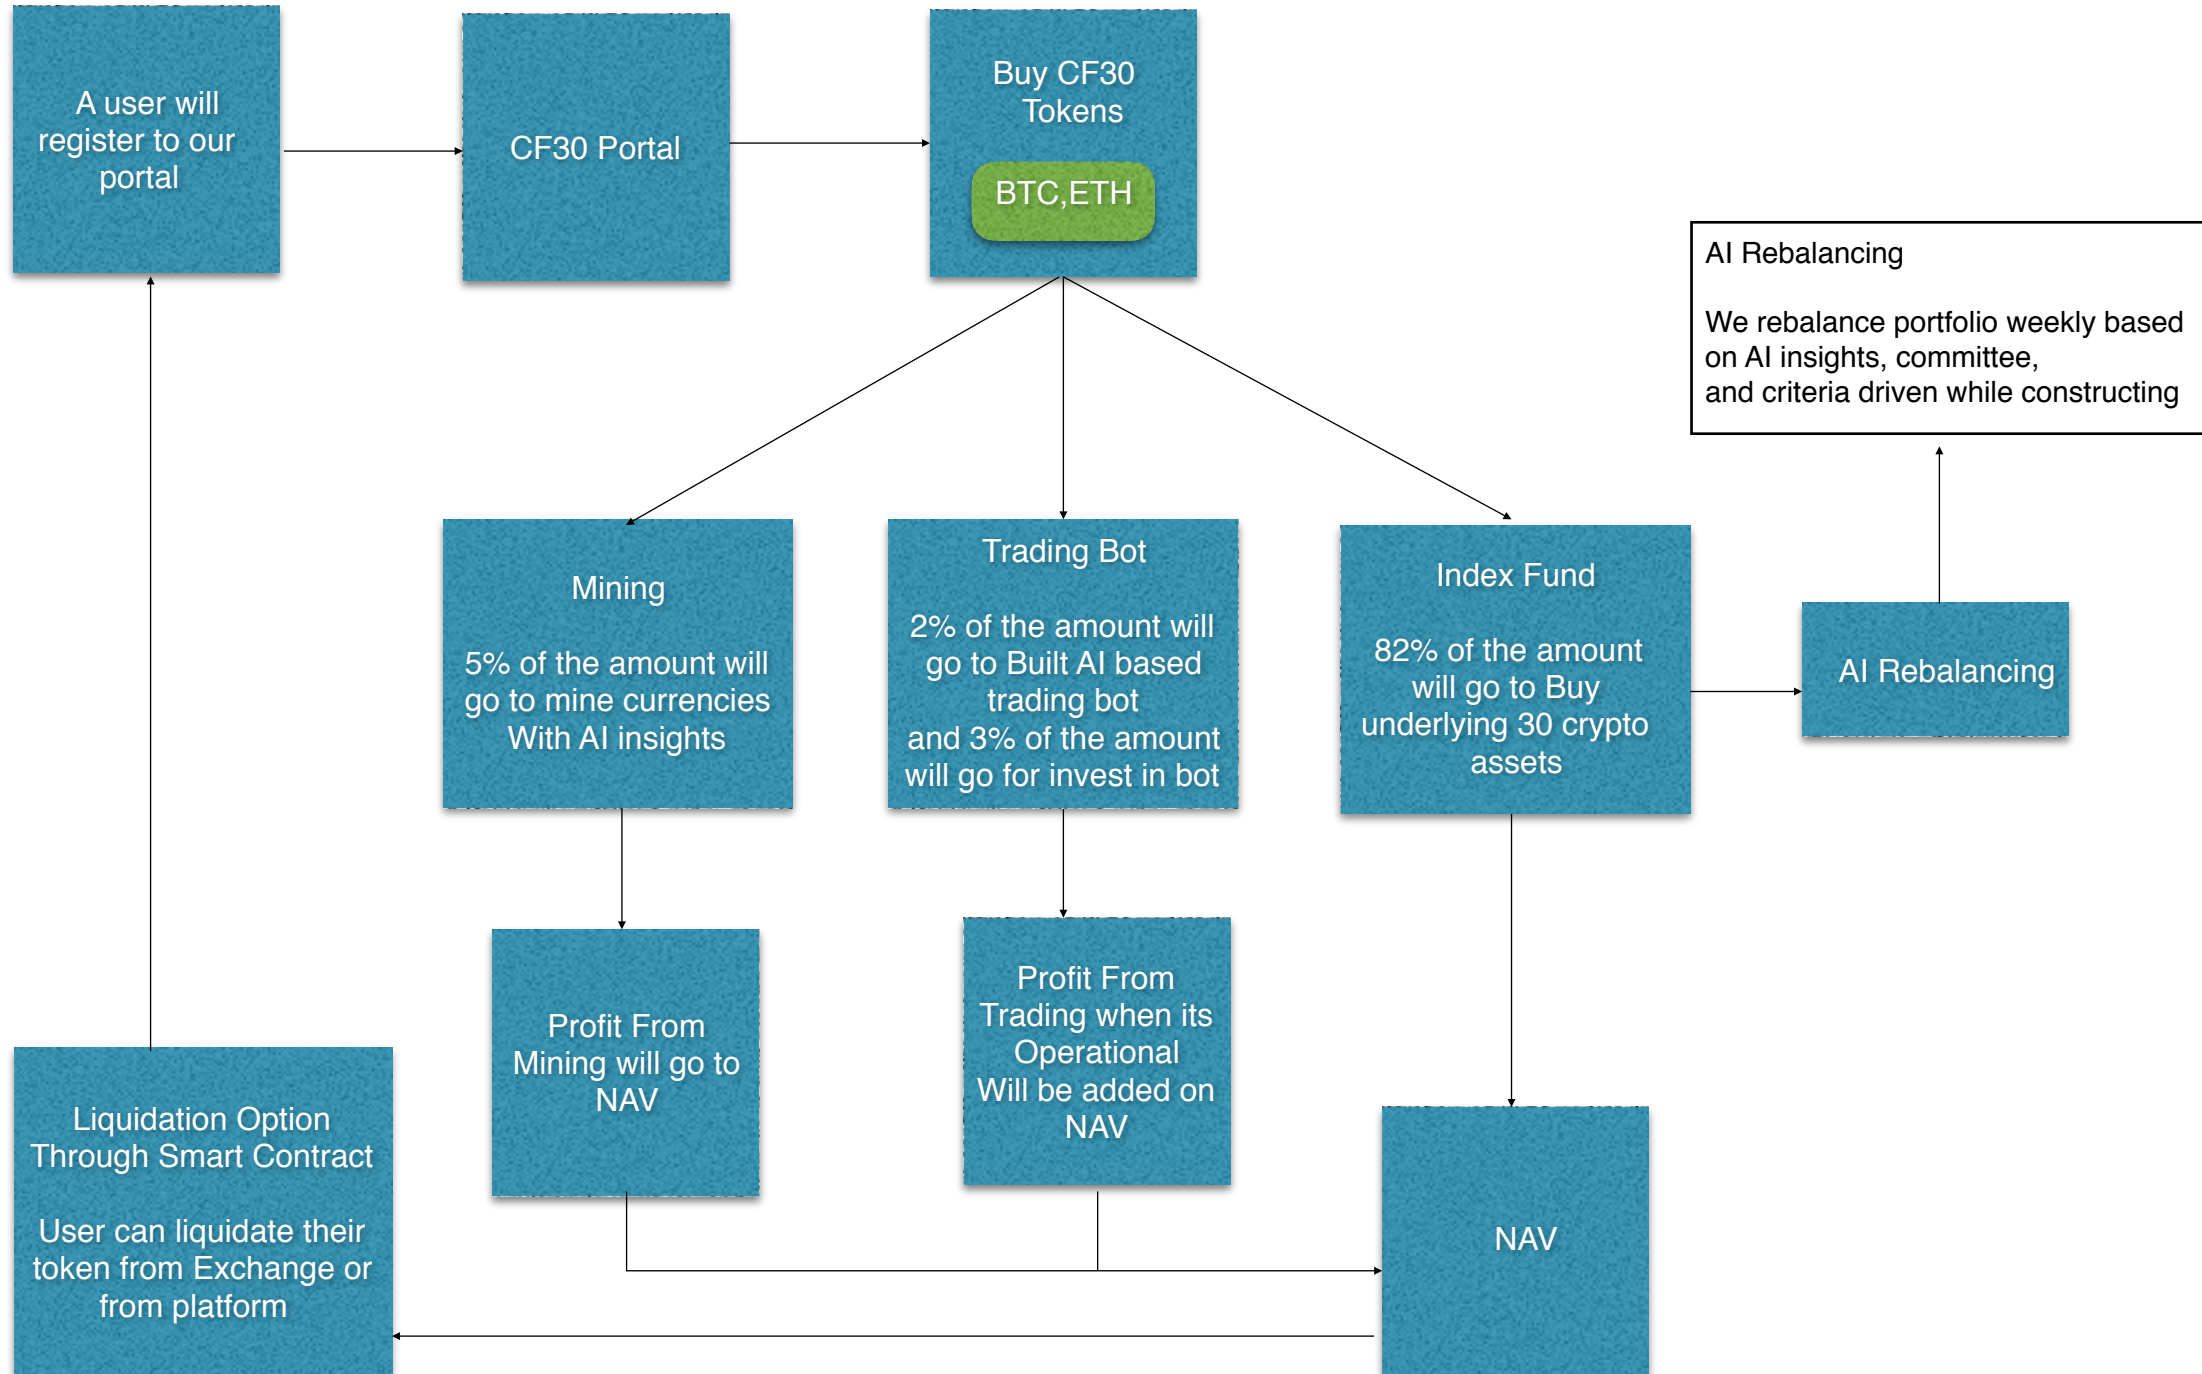 A user will
register to our
portal
CF30 Portal
Buy CF30
Tokens
BTC,ETH
AI Rebalancing
We rebalance portfolio weekly based
on AI insights, committee,
and criteria driven while constructing
Mining
5% of the amount will
go to mine currencies
With AI insights
Trading Bot
2% of the amount will
go to Built AI based
trading bot
and 3% of the amount
will go for invest in bot
Index Fund
82% of the amount
will go to Buy
underlying 30 crypto
assets
AI Rebalancing
Profit From
Mining will go to
NAV
Profit From
Trading when its
Operational
Will be added on
NAV
Liquidation Option
Through Smart Contract
User can liquidate their
token from Exchange or
from platform
NAV